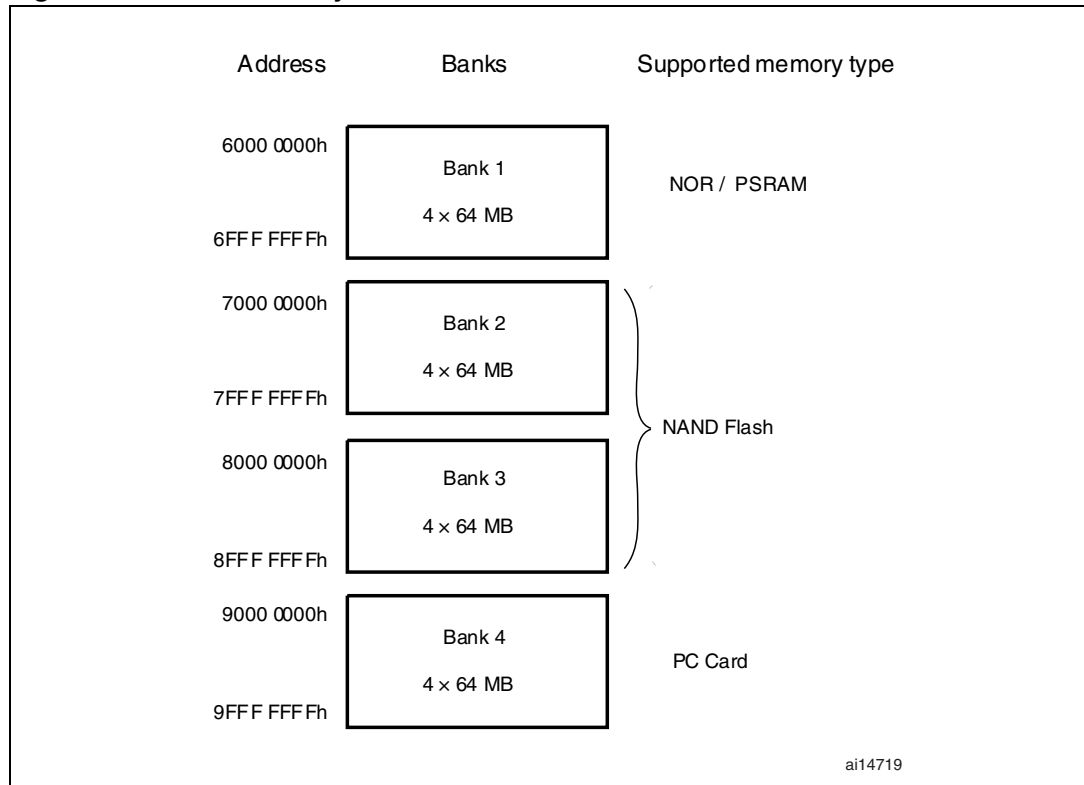 Address Banks Supported memory type
6000 0000h
Bank 1
NOR / PSRAM
4 × 64 MB
6FFF FFFFh
7000 0000h
Bank 2
4 × 64 MB
7FFF FFFFh
NAND Flash
8000 0000h
Bank 3
4 × 64 MB
8FFF FFFFh
9000 0000h
Bank 4
PC Card
4 × 64 MB
9FFF FFFFh
ai14719